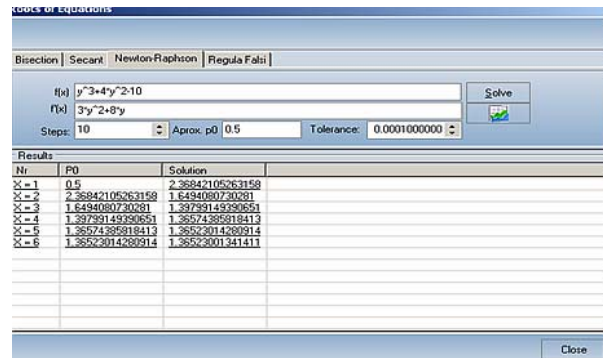 Roots of Equations
Bisection Secant Newton-Raphson Regula Falsi
f(x) y^3+4*y^2-10 Solve
f'(x) 3*y^2+8*y
Steps: 10 Aprox. p0 0.5 Tolerance: 0.0001000000
Results
Nr P0 Solution
X = 1 0.5 2.36842105263158
X = 2 2.36842105263158 1.6494080730281
X = 3 1.6494080730281 1.39799149390651
X = 4 1.39799149390651 1.36574385818413
X = 5 1.36574385818413 1.36523014280914
X = 6 1.36523014280914 1.36523001341411
Close